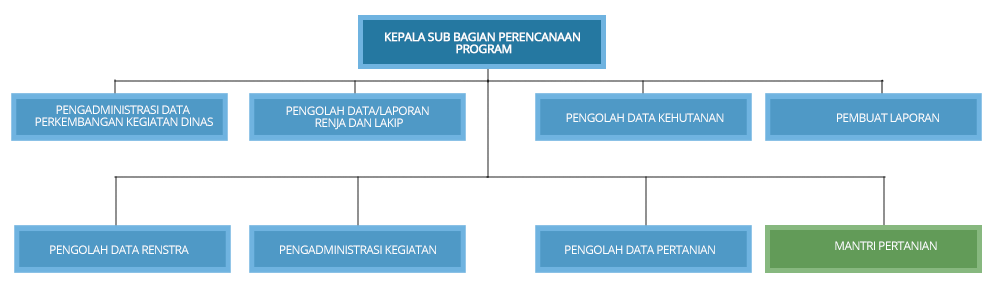 KEPALA SUB BAGIAN PERENCANAAN
PROGRAM
PENGADMINISTRASI DATA
PERKEMBANGAN KEGIATAN DINAS
PENGOLAH DATA/LAPORAN
RENJA DAN LAKIP
PENGOLAH DATA KEHUTANAN
PEMBUAT LAPORAN
PENGOLAH DATA RENSTRA
PENGADMINISTRASI KEGIATAN
PENGOLAH DATA PERTANIAN
MANTRI PERTANIAN